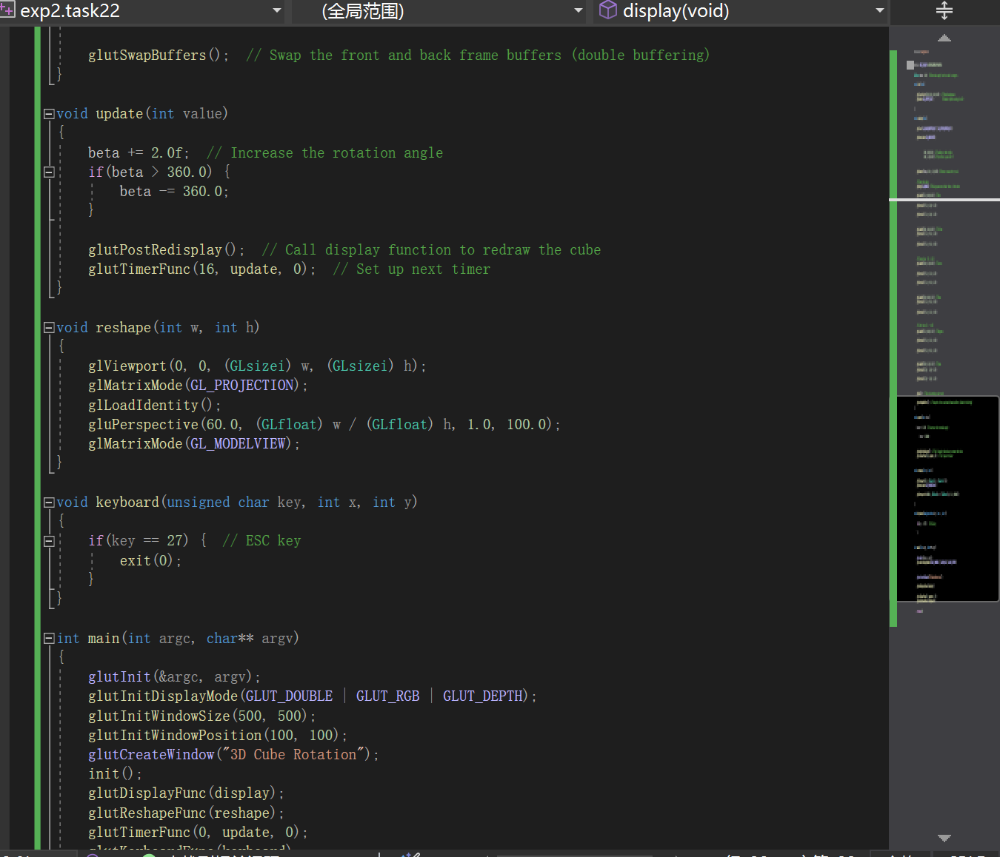 exp2.task22 (全局范围) display(void)
glutSwapBuffers(); // Swap the front and back frame buffers (double buffering)
}
void update(int value)
{
beta += 2.0f; // Increase the rotation angle
if(beta > 360.0) {
beta -= 360.0;
}
glutPostRedisplay(); // Call display function to redraw the cube
glutTimerFunc(16, update, 0); // Set up next timer
}
void reshape(int w, int h)
{
glViewport(0, 0, (GLsizei) w, (GLsizei) h);
glMatrixMode(GL_PROJECTION);
glLoadIdentity();
gluPerspective(60.0, (GLfloat) w / (GLfloat) h, 1.0, 100.0);
glMatrixMode(GL_MODELVIEW);
}
void keyboard(unsigned char key, int x, int y)
{
if(key == 27) { // ESC key
exit(0);
}
}
int main(int argc, char** argv)
{
glutInit(&argc, argv);
glutInitDisplayMode(GLUT_DOUBLE | GLUT_RGB | GLUT_DEPTH);
glutInitWindowSize(500, 500);
glutInitWindowPosition(100, 100);
glutCreateWindow("3D Cube Rotation");
init();
glutDisplayFunc(display);
glutReshapeFunc(reshape);
glutTimerFunc(0, update, 0);